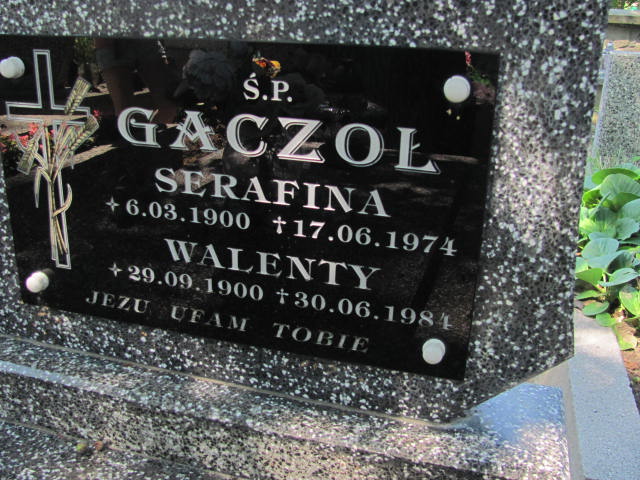 Ś.P.
GACZOŁ
SERAFINA
+ 6.03.1900 † 17.06.1974
WALENTY
+ 29.09.1900 † 30.06.1984
JEZU UFAM TOBIE